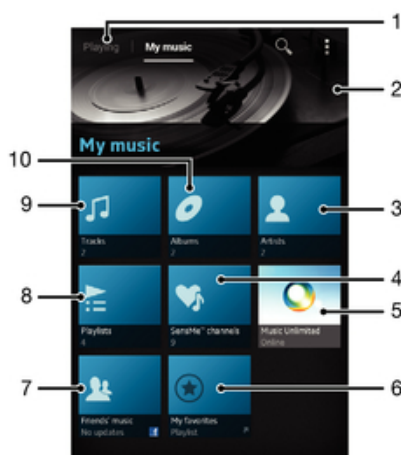 1
Playing My music
2
My music
10
9
Tracks
2
Albums
2
Artists
2
3
8
Playlists
4
SensMe™ channels
9
4
Music Unlimited
Online
5
7
Friends' music
No updates
f
My favorites
Playlist
6